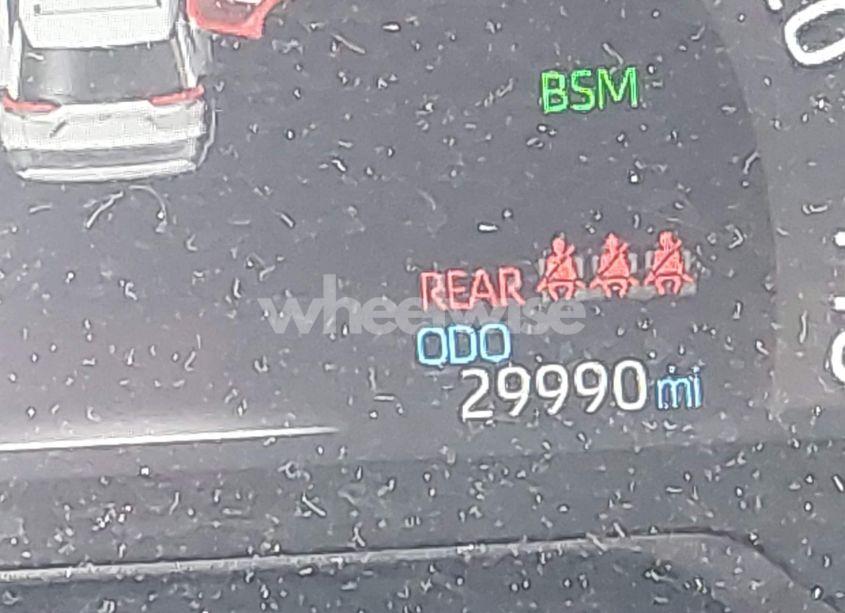 BSM
REAR
wheelwise
ODO
29990 mi